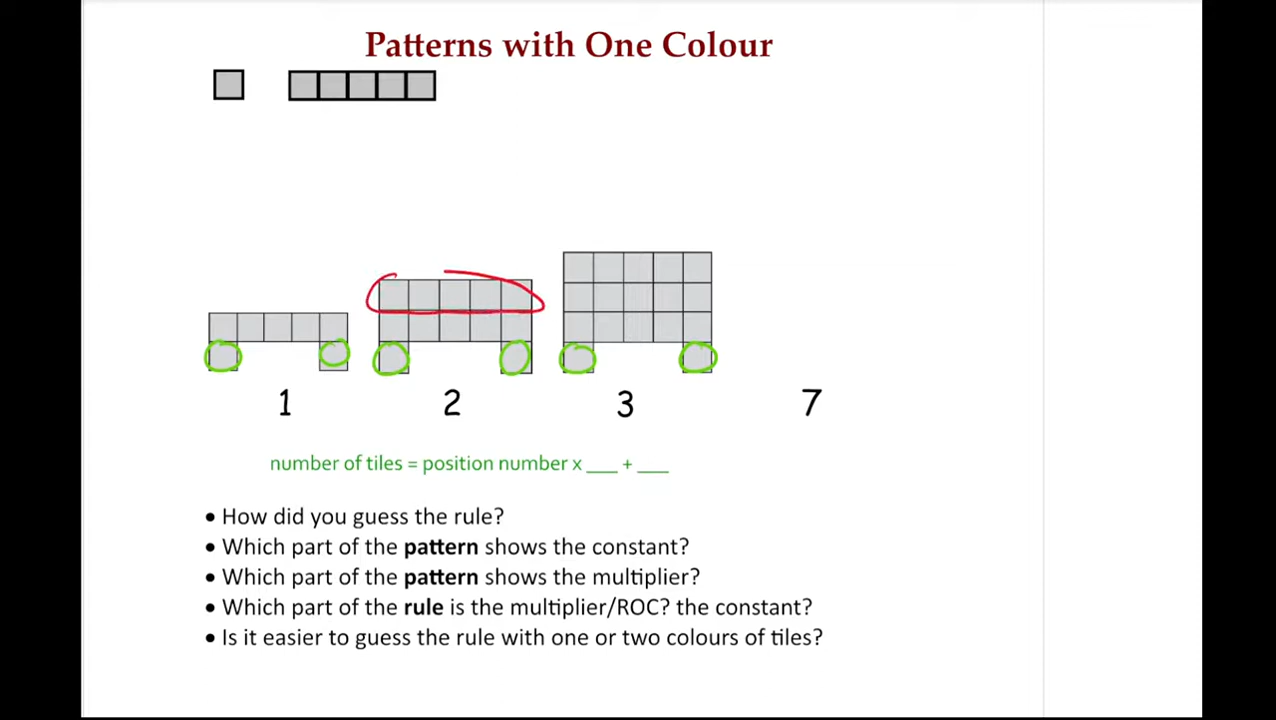 Patterns with One Colour
1 2 3 7
number of tiles = position number x ___ + ___
• How did you guess the rule?
• Which part of the pattern shows the constant?
• Which part of the pattern shows the multiplier?
• Which part of the rule is the multiplier/ROC? the constant?
• Is it easier to guess the rule with one or two colours of tiles?